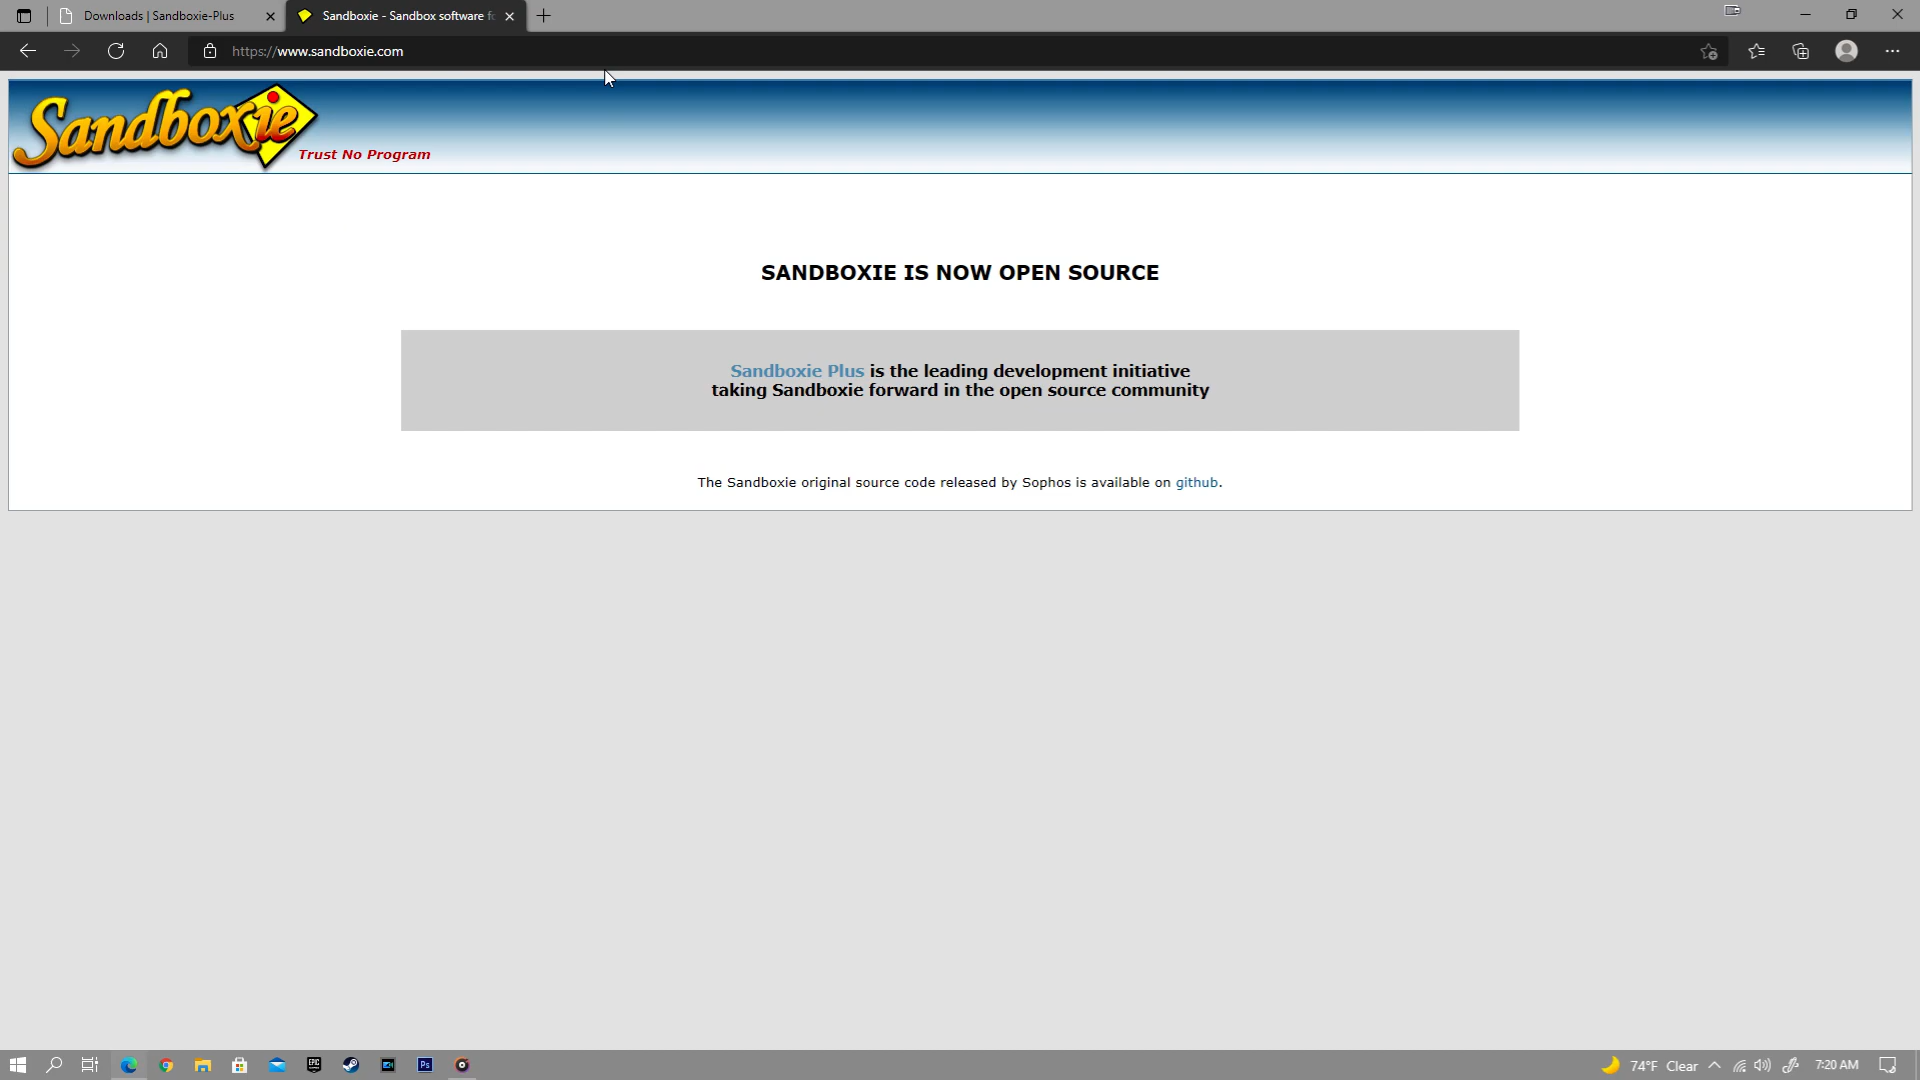 Downloads | Sandboxie-Plus
Sandboxie - Sandbox software f
https://www.sandboxie.com
Sandboxie
Trust No Program
SANDBOXIE IS NOW OPEN SOURCE
Sandboxie Plus is the leading development initiative
taking Sandboxie forward in the open source community
The Sandboxie original source code released by Sophos is available on github.
EPIC
Ps
74°F Clear
7:20 AM